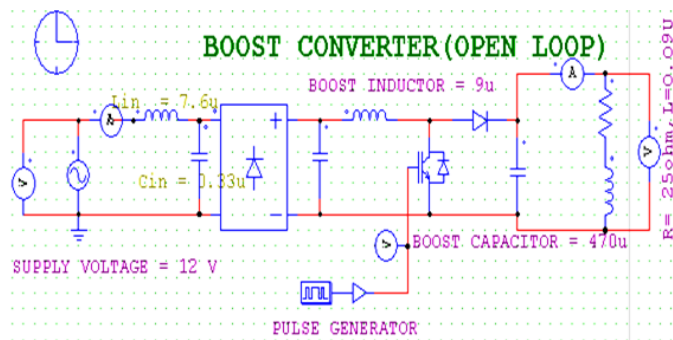 BOOST CONVERTER(OPEN LOOP)
BOOST INDUCTOR = 9u
Lin = 7.6u
Cin = 0.33u
A
A
V
V
V
+
-
BOOST CAPACITOR = 470u
SUPPLY VOLTAGE = 12 V
PULSE GENERATOR
R= 25ohm,L=0.09U